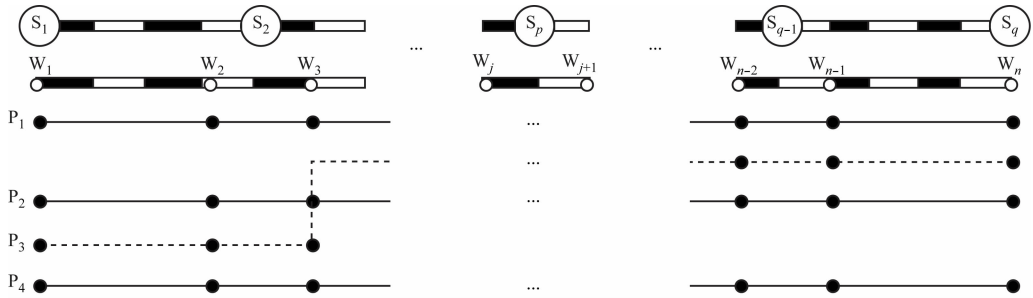 S1 S2 ... Sp ... Sq-1 Sq
W1 W2 W3 Wj Wj+1 Wn-2 Wn-1 Wn
P1 ...
...
P2 ...
P3
P4 ...